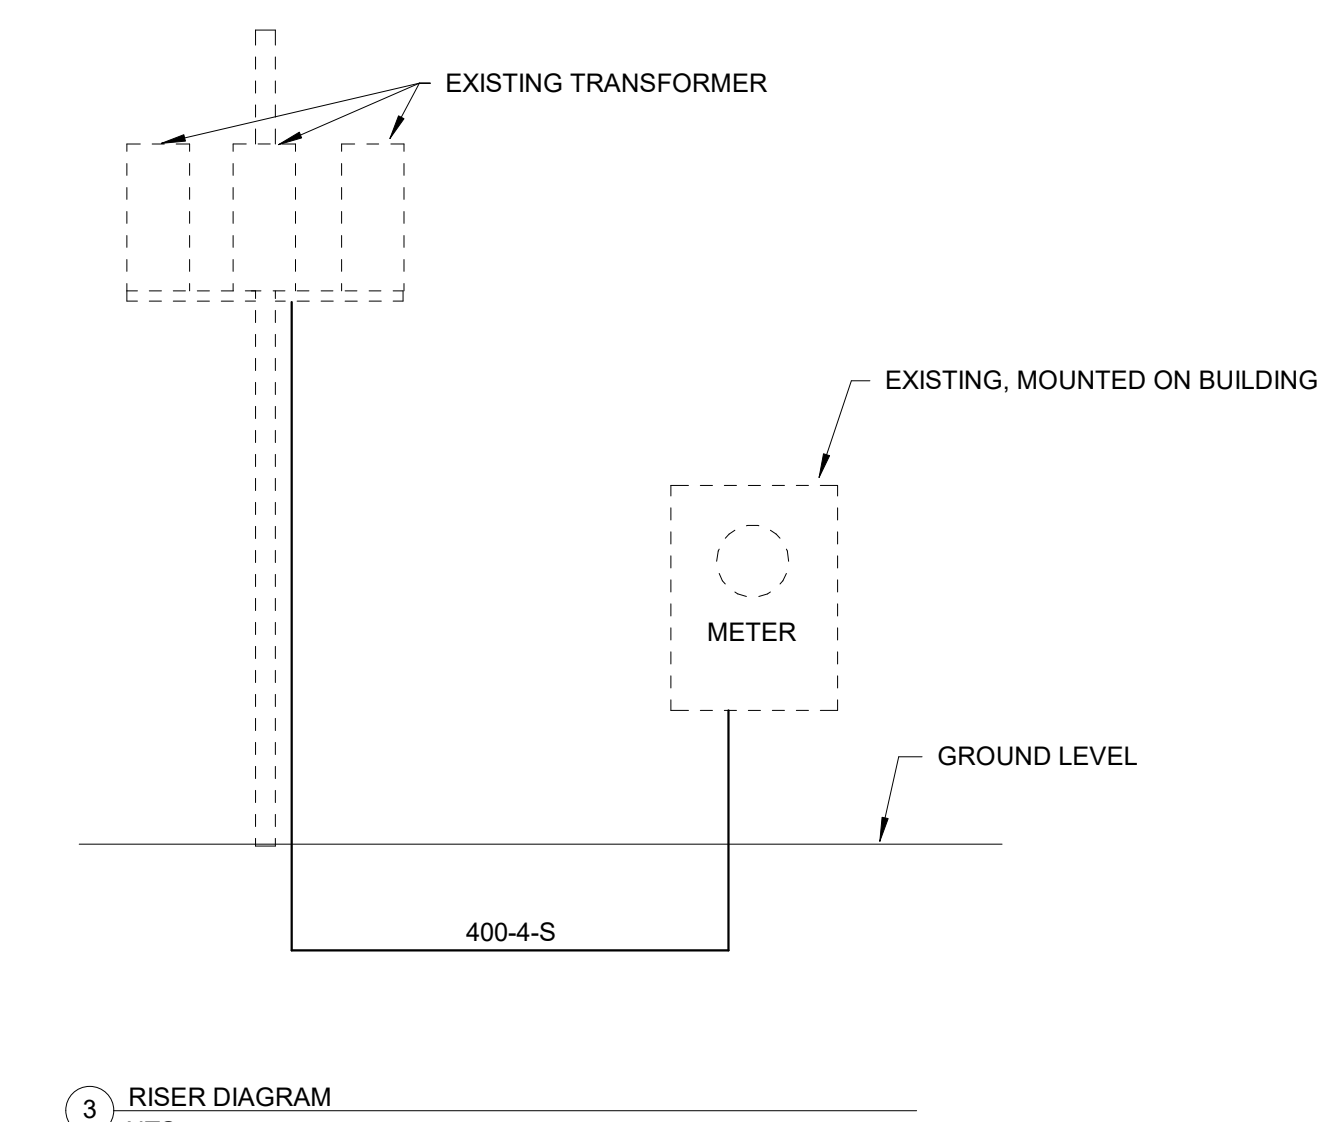 EXISTING TRANSFORMER
EXISTING, MOUNTED ON BUILDING
METER
GROUND LEVEL
400-4-S
3 RISER DIAGRAM